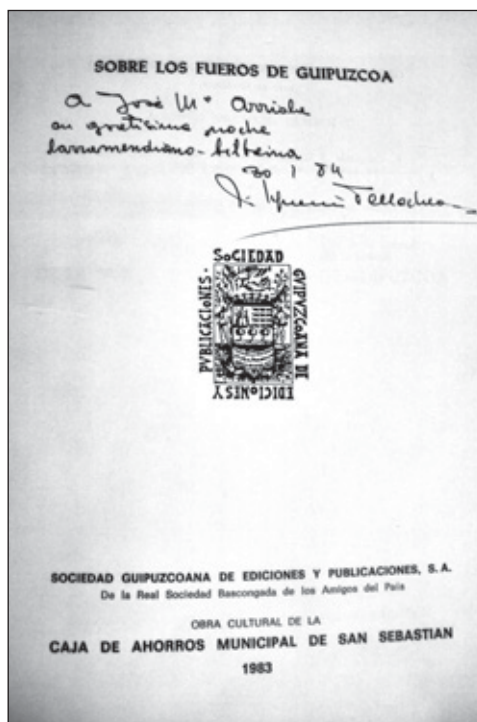 SOBRE LOS FUEROS DE GUIPUZCOA
A José Mª Arriola
en gratísima noche
larramendiano-bilbaina
30 1 84
J. Ignacio Tellechea
SOCIEDAD
GUIPUZCOANA DE
EDICIONES Y
PUBLICACIONES-
SOCIEDAD GUIPUZCOANA DE EDICIONES Y PUBLICACIONES, S. A.
De la Real Sociedad Bascongada de los Amigos del País
OBRA CULTURAL DE LA
CAJA DE AHORROS MUNICIPAL DE SAN SEBASTIAN
1983